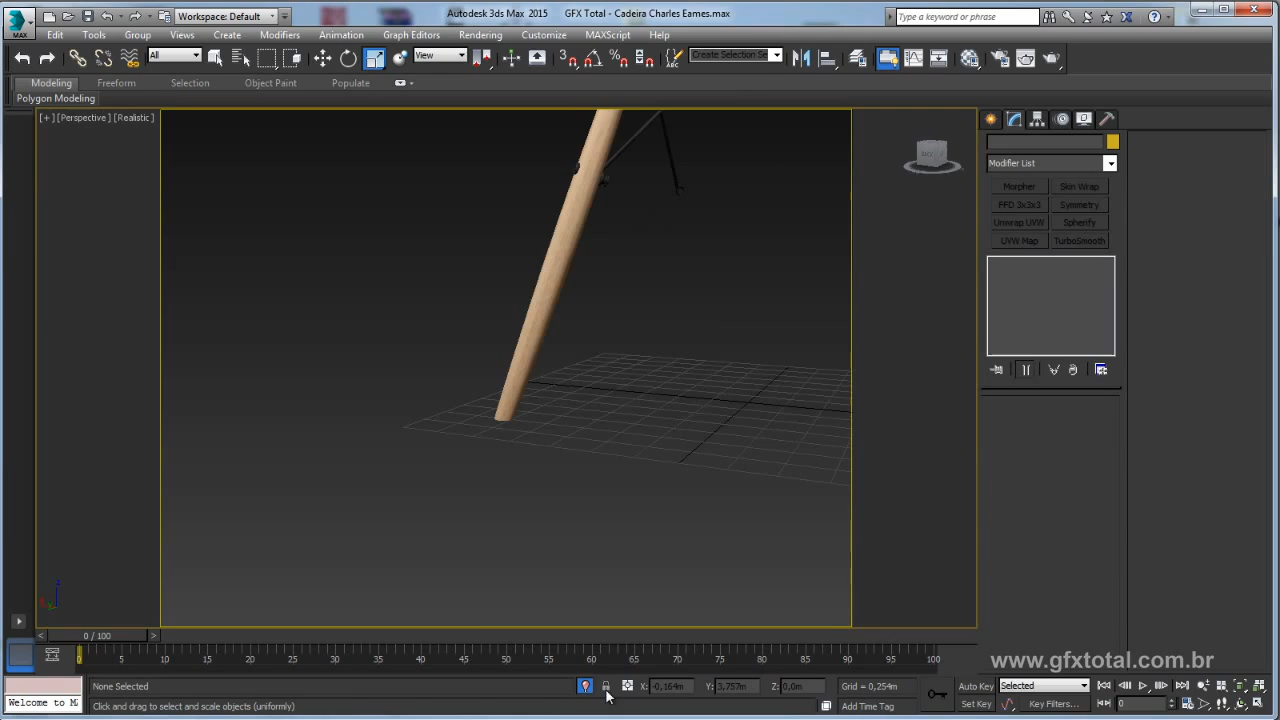 MAX
Workspace: Default
Autodesk 3ds Max 2015
GFX Total - Cadeira Charles Eames.max
Type a keyword or phrase
Edit Tools Group Views Create Modifiers Animation Graph Editors Rendering Customize MAXScript Help
All
View
3
Create Selection Se
Modeling Freeform Selection Object Paint Populate
Polygon Modeling
[+] [Perspective] [Realistic]
Modifier List
Morpher Skin Wrap
FFD 3x3x3 Symmetry
Unwrap UVW Spherify
UVW Map TurboSmooth
0 / 100
0 5 10 15 20 25 30 35 40 45 50 55 60 65 70 75 80 85 90 95 100
www.gfxtotal.com.br
None Selected
X: -0,164m Y: 3,757m Z: 0,0m
Grid = 0,254m
Auto Key
Selected
Welcome to M
Click and drag to select and scale objects (uniformly)
Add Time Tag
Set Key
Key Filters...
0